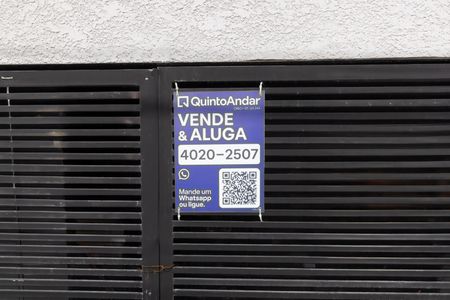 QuintoAndar
VENDE
& ALUGA
4020-2507
Mande um
Whatsapp
ou ligue.